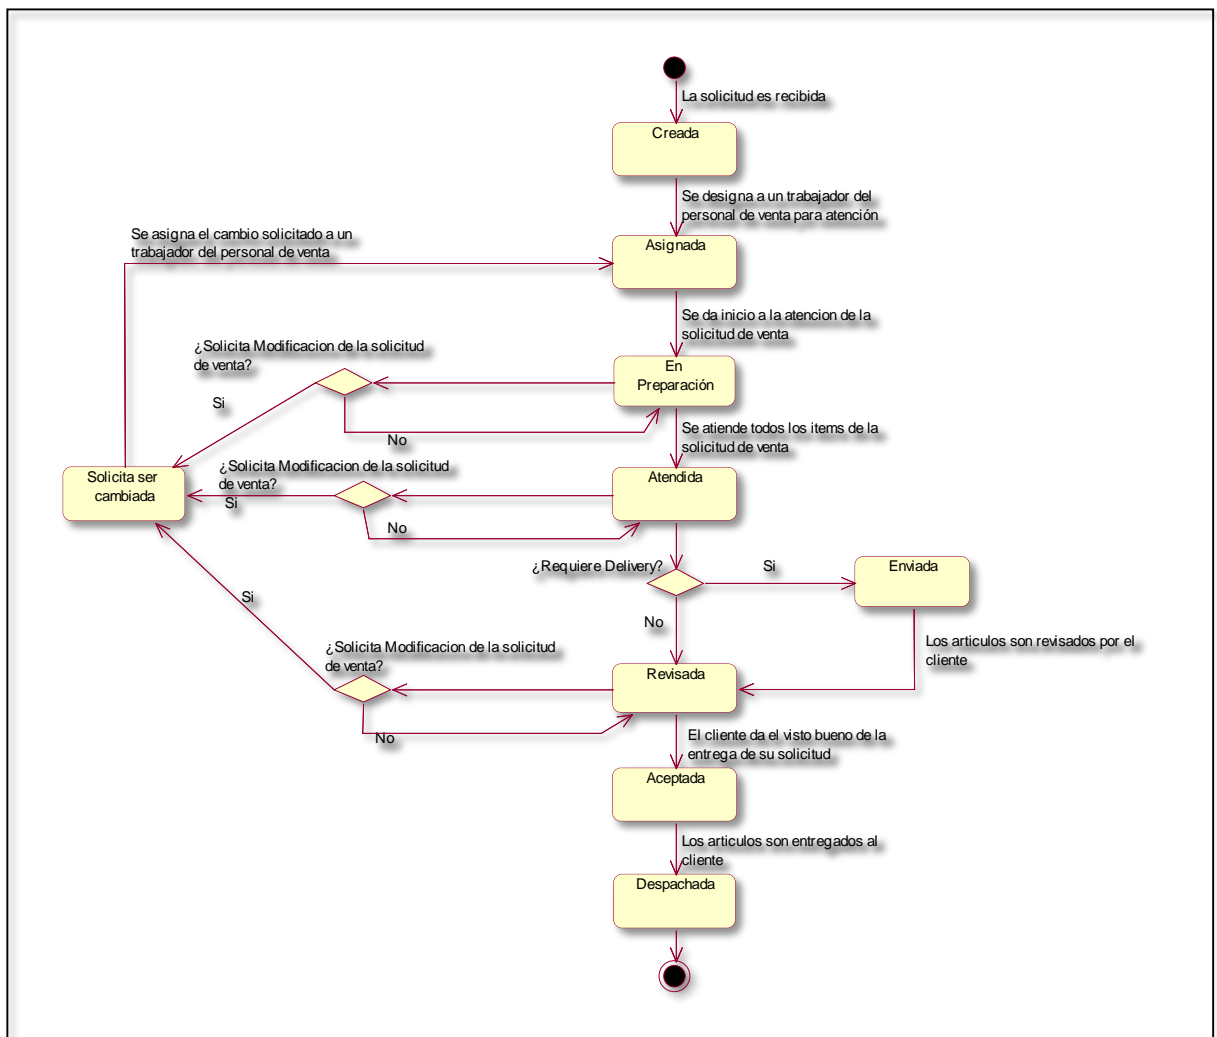 La solicitud es recibida
Creada
Se designa a un trabajador del
personal de venta para atención
Se asigna el cambio solicitado a un
trabajador del personal de venta
Asignada
Se da inicio a la atencion de la
solicitud de venta
¿Solicita Modificacion de la solicitud
de venta?
En
Preparación
Si
No
Se atiende todos los items de la
solicitud de venta
Solicita ser
cambiada
¿Solicita Modificacion de la solicitud
de venta?
Si
No
Atendida
¿Requiere Delivery?
Si
Enviada
No
Los articulos son revisados por el
cliente
Si
¿Solicita Modificacion de la solicitud
de venta?
Revisada
No
El cliente da el visto bueno de la
entrega de su solicitud
Aceptada
Los articulos son entregados al
cliente
Despachada